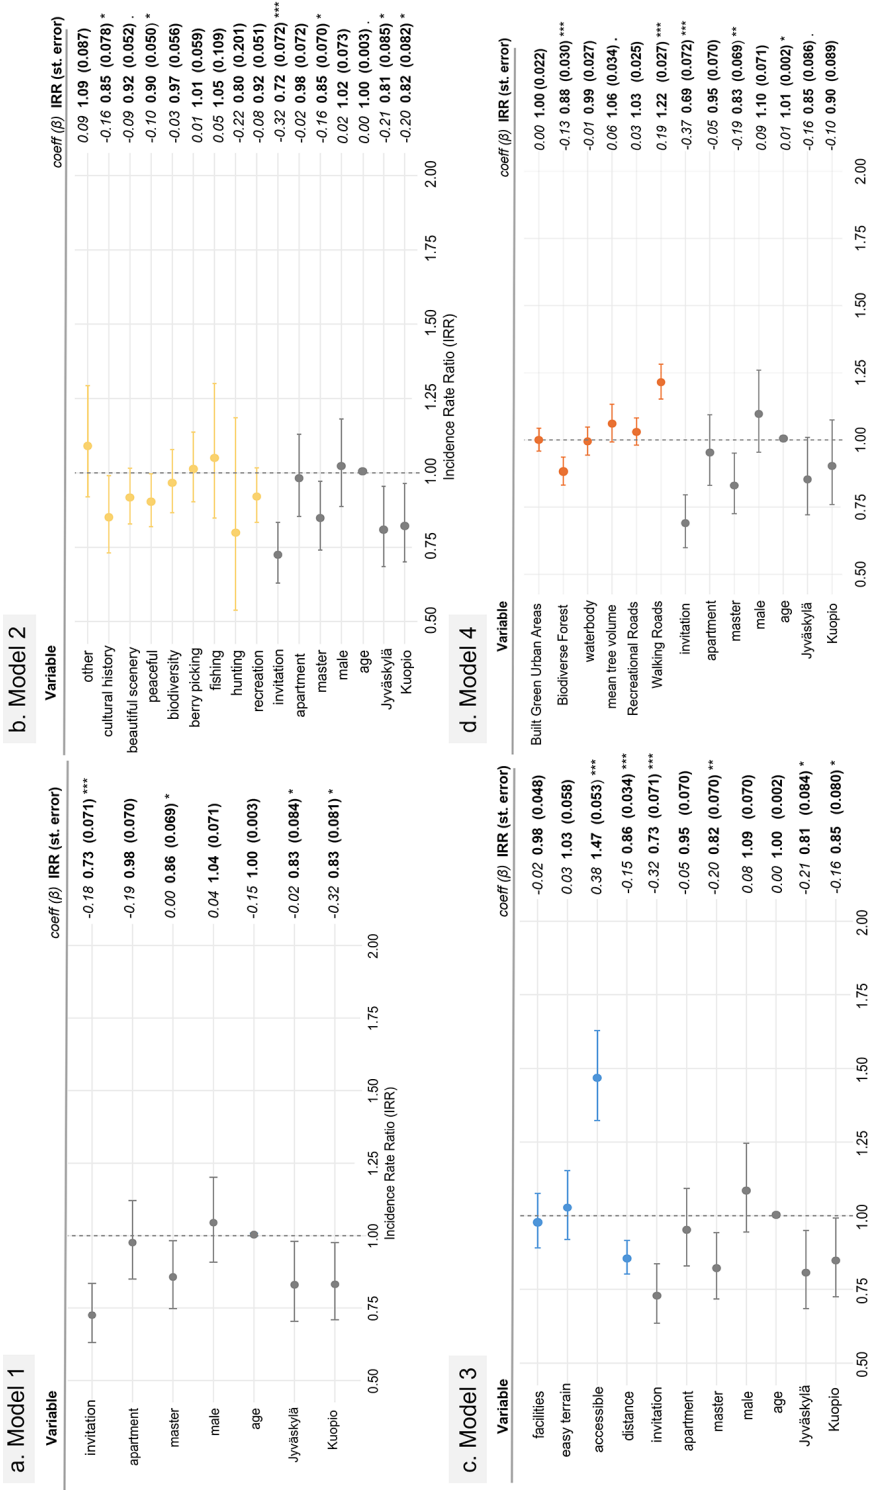 a. Model 1
Variable coeff (β) IRR (st. error)
invitation -0.18 0.73 (0.071) ***
apartment -0.19 0.98 (0.070)
master 0.00 0.86 (0.069) *
male 0.04 1.04 (0.071)
age -0.15 1.00 (0.003)
Jyväskylä -0.02 0.83 (0.084) *
Kuopio -0.32 0.83 (0.081) *
0.50 0.75 1.00 1.25 1.50 1.75 2.00
Incidence Rate Ratio (IRR)
b. Model 2
Variable coeff (β) IRR (st. error)
other 0.09 1.09 (0.087)
cultural history -0.16 0.85 (0.078) *
beautiful scenery -0.09 0.92 (0.052) .
peaceful -0.10 0.90 (0.050) *
biodiversity -0.03 0.97 (0.056)
berry picking 0.01 1.01 (0.059)
fishing 0.05 1.05 (0.109)
hunting -0.22 0.80 (0.201)
recreation -0.08 0.92 (0.051)
invitation -0.32 0.72 (0.072) ***
apartment -0.02 0.98 (0.072)
master -0.16 0.85 (0.070) *
male 0.02 1.02 (0.073)
age 0.00 1.00 (0.003) .
Jyväskylä -0.21 0.81 (0.085) *
Kuopio -0.20 0.82 (0.082) *
0.50 0.75 1.00 1.25 1.50 1.75 2.00
Incidence Rate Ratio (IRR)
c. Model 3
Variable coeff (β) IRR (st. error)
facilities -0.02 0.98 (0.048)
easy terrain 0.03 1.03 (0.058)
accessible 0.38 1.47 (0.053) ***
distance -0.15 0.86 (0.034) ***
invitation -0.32 0.73 (0.071) ***
apartment -0.05 0.95 (0.070)
master -0.20 0.82 (0.070) **
male 0.08 1.09 (0.070)
age 0.00 1.00 (0.002)
Jyväskylä -0.21 0.81 (0.084) *
Kuopio -0.16 0.85 (0.080) *
0.50 0.75 1.00 1.25 1.50 1.75 2.00
d. Model 4
Variable coeff (β) IRR (st. error)
Built Green Urban Areas 0.00 1.00 (0.022)
Biodiverse Forest -0.13 0.88 (0.030) ***
waterbody -0.01 0.99 (0.027)
mean tree volume 0.06 1.06 (0.034) .
Recreational Roads 0.03 1.03 (0.025)
Walking Roads 0.19 1.22 (0.027) ***
invitation -0.37 0.69 (0.072) ***
apartment -0.05 0.95 (0.070)
master -0.19 0.83 (0.069) **
male 0.09 1.10 (0.071)
age 0.01 1.01 (0.002) *
Jyväskylä -0.16 0.85 (0.086) .
Kuopio -0.10 0.90 (0.089)
0.50 0.75 1.00 1.25 1.50 1.75 2.00